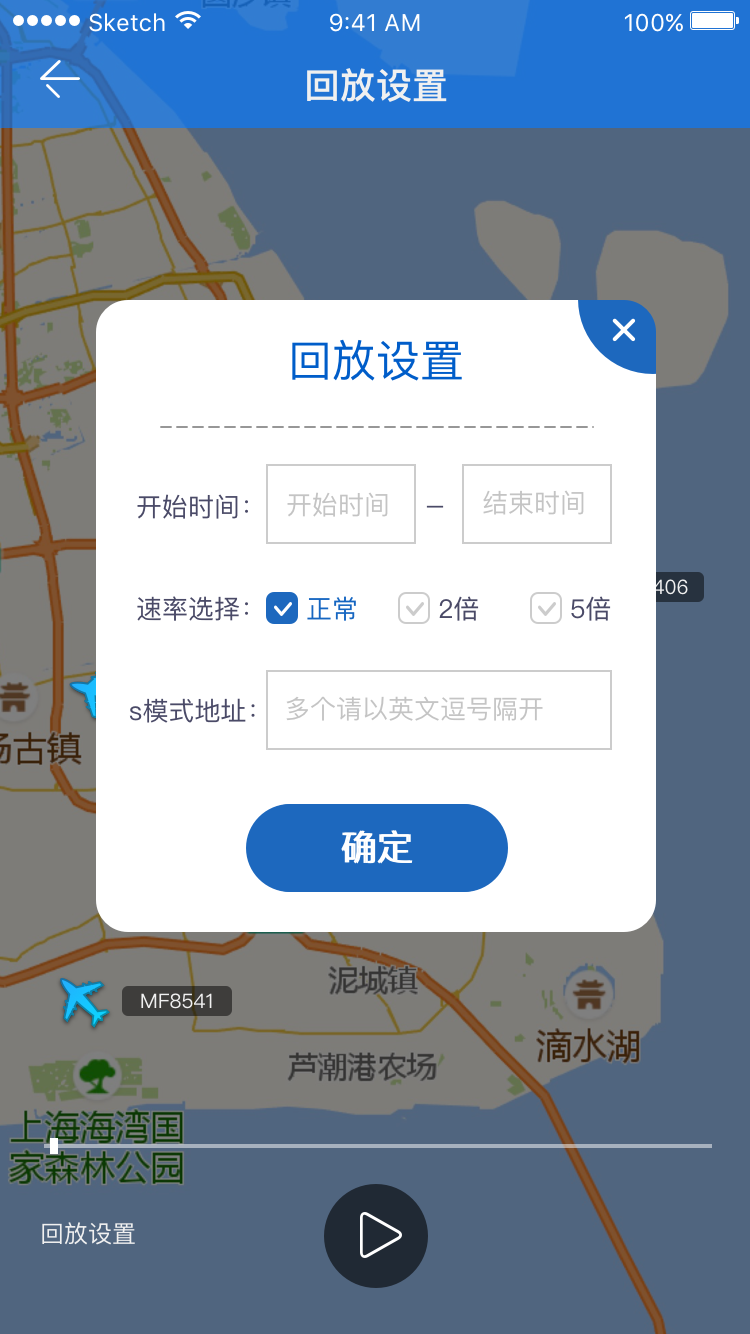 Sketch 9:41 AM 100%
回放设置
回放设置
开始时间： 开始时间 – 结束时间
406
速率选择： 正常 2倍 5倍
s模式地址： 多个请以英文逗号隔开
古镇
确定
泥城镇
MF8541
滴水湖
芦潮港农场
上海海湾国
家森林公园
回放设置